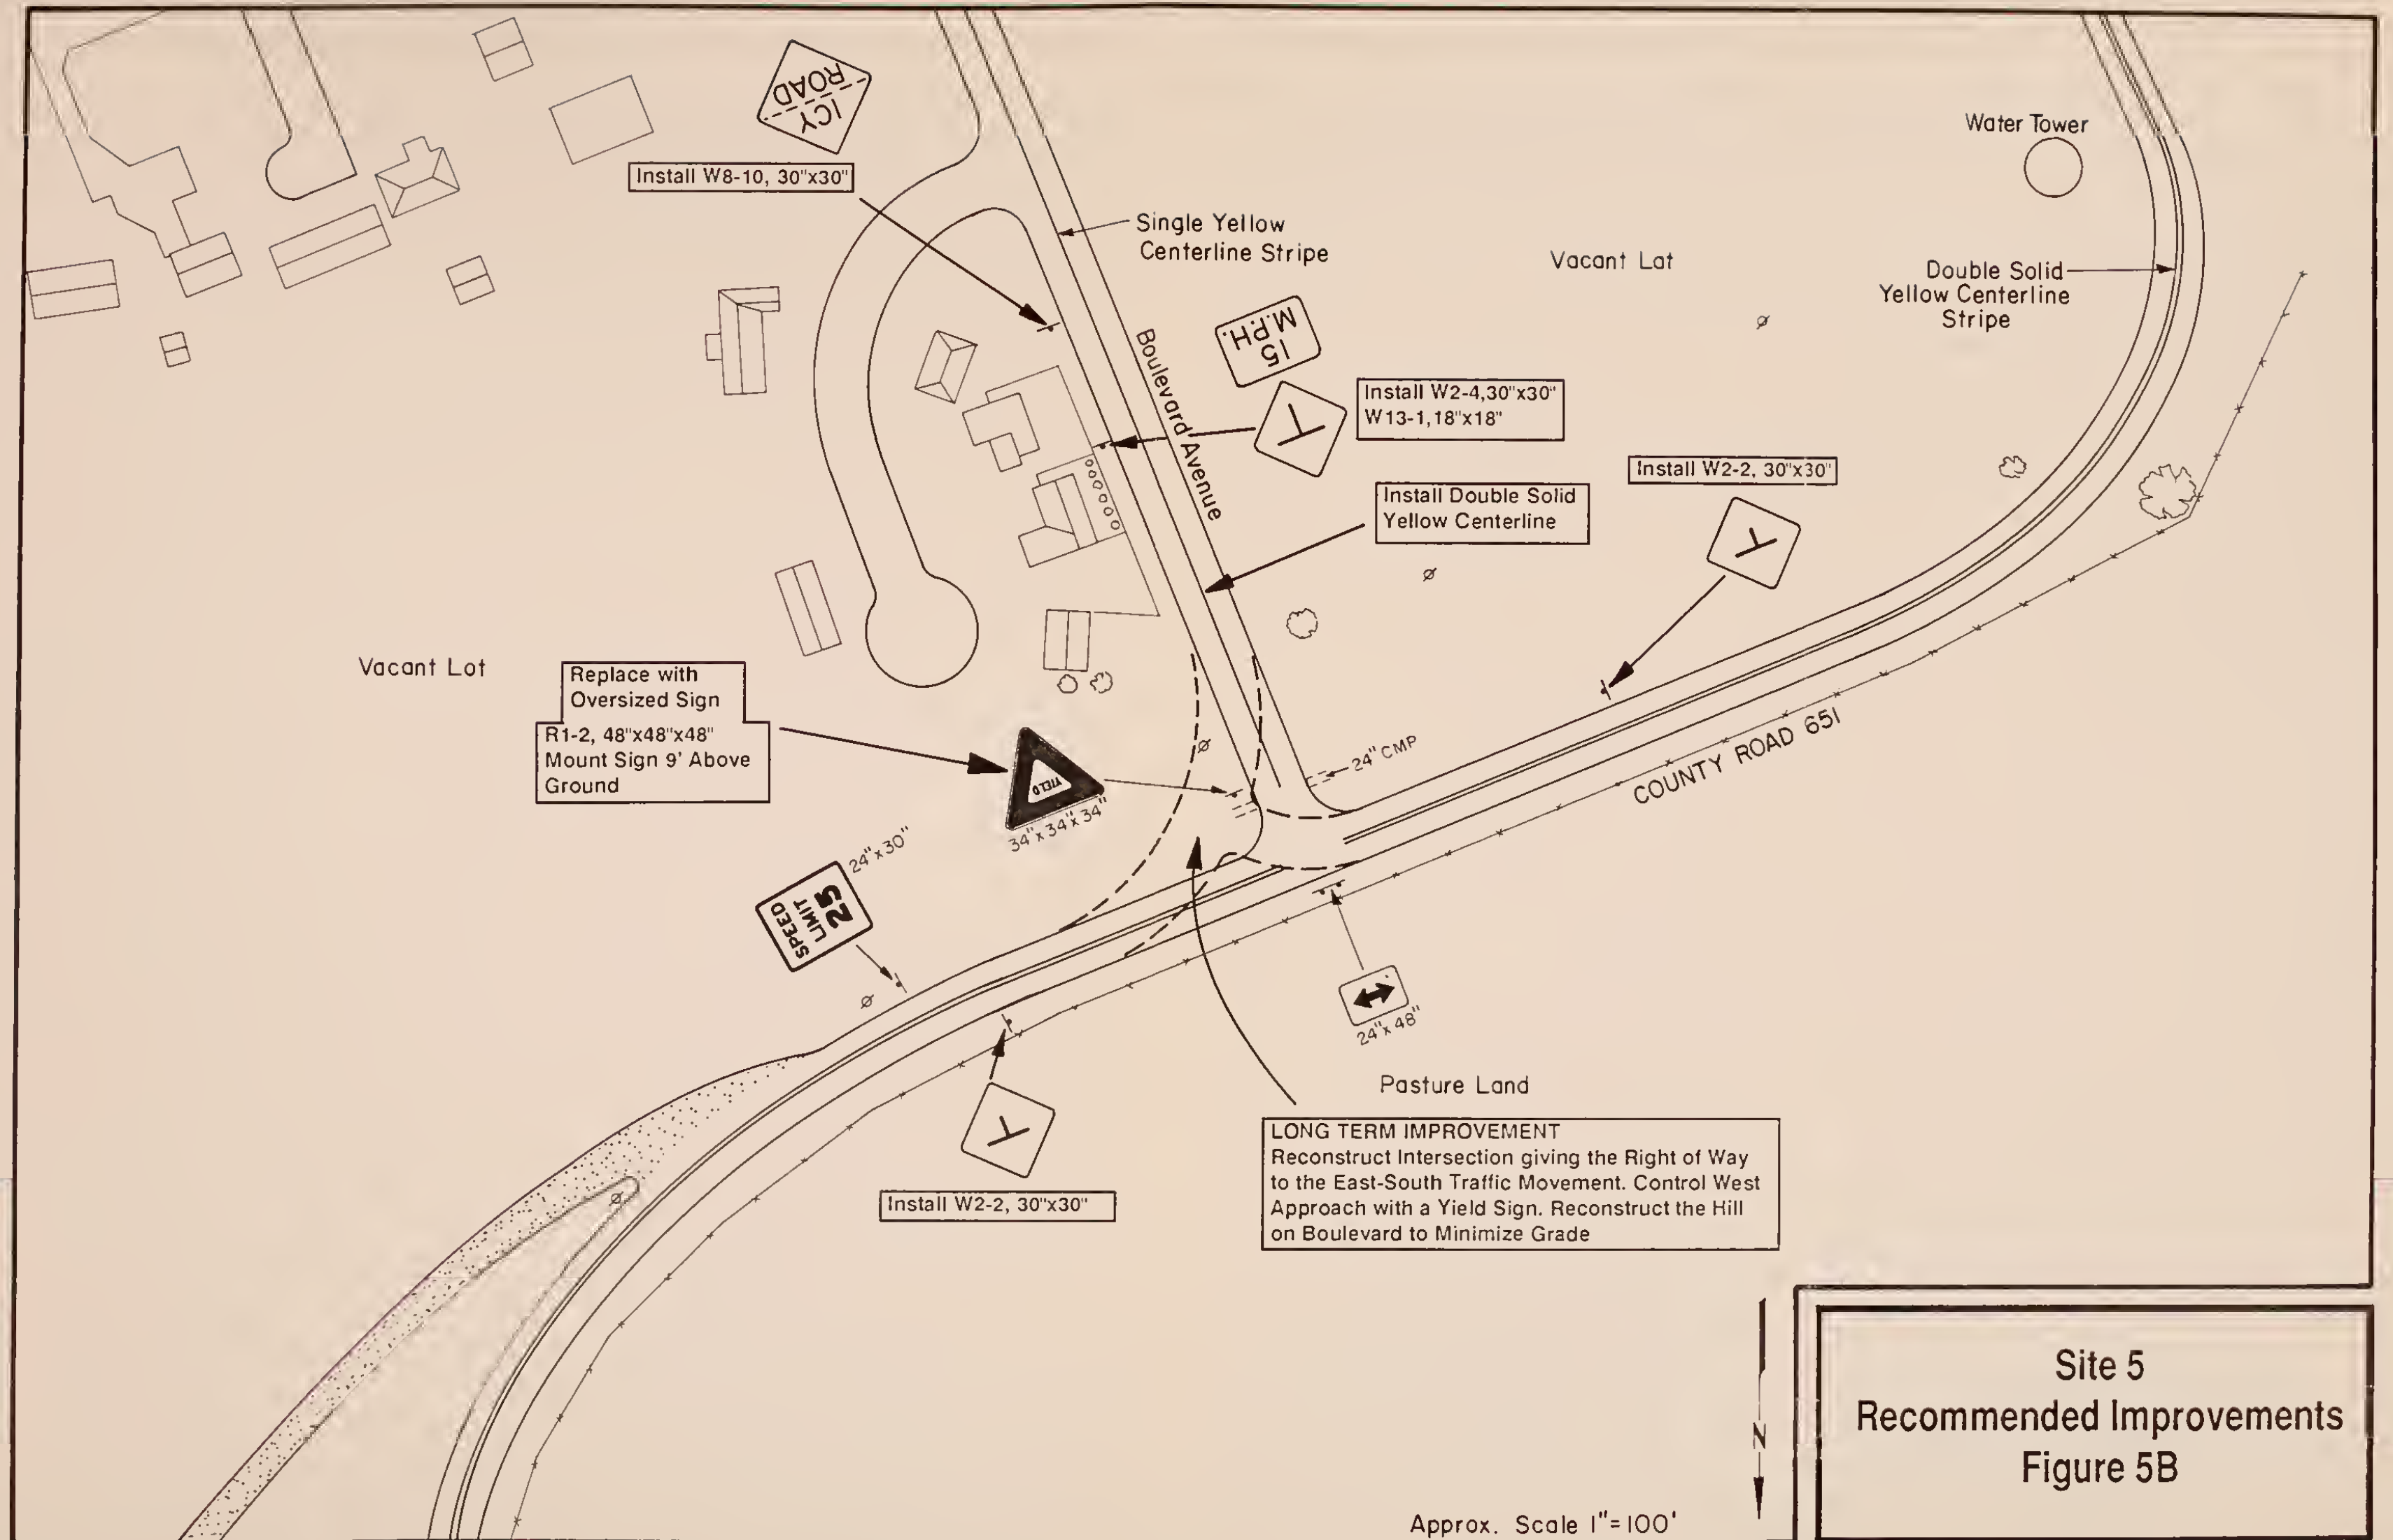 ICY
ROAD
Install W8-10, 30"x30"
Single Yellow
Centerline Stripe
Water Tower
Vacant Lat
Double Solid
Yellow Centerline
Stripe
15
M.P.H.
Boulevard Avenue
Install W2-4,30"x30"
W13-1,18"x18"
Install W2-2, 30"x30"
Install Double Solid
Yellow Centerline
Vacant Lot
Replace with
Oversized Sign
R1-2, 48"x48"x48"
Mount Sign 9' Above
Ground
YIELD
34"x34"x34"
24" CMP
COUNTY ROAD 651
SPEED
LIMIT
25
24"x30"
24"x 48"
Pasture Land
Install W2-2, 30"x30"
LONG TERM IMPROVEMENT
Reconstruct Intersection giving the Right of Way
to the East-South Traffic Movement. Control West
Approach with a Yield Sign. Reconstruct the Hill
on Boulevard to Minimize Grade
N
Site 5
Recommended Improvements
Figure 5B
Approx. Scale 1"=100'